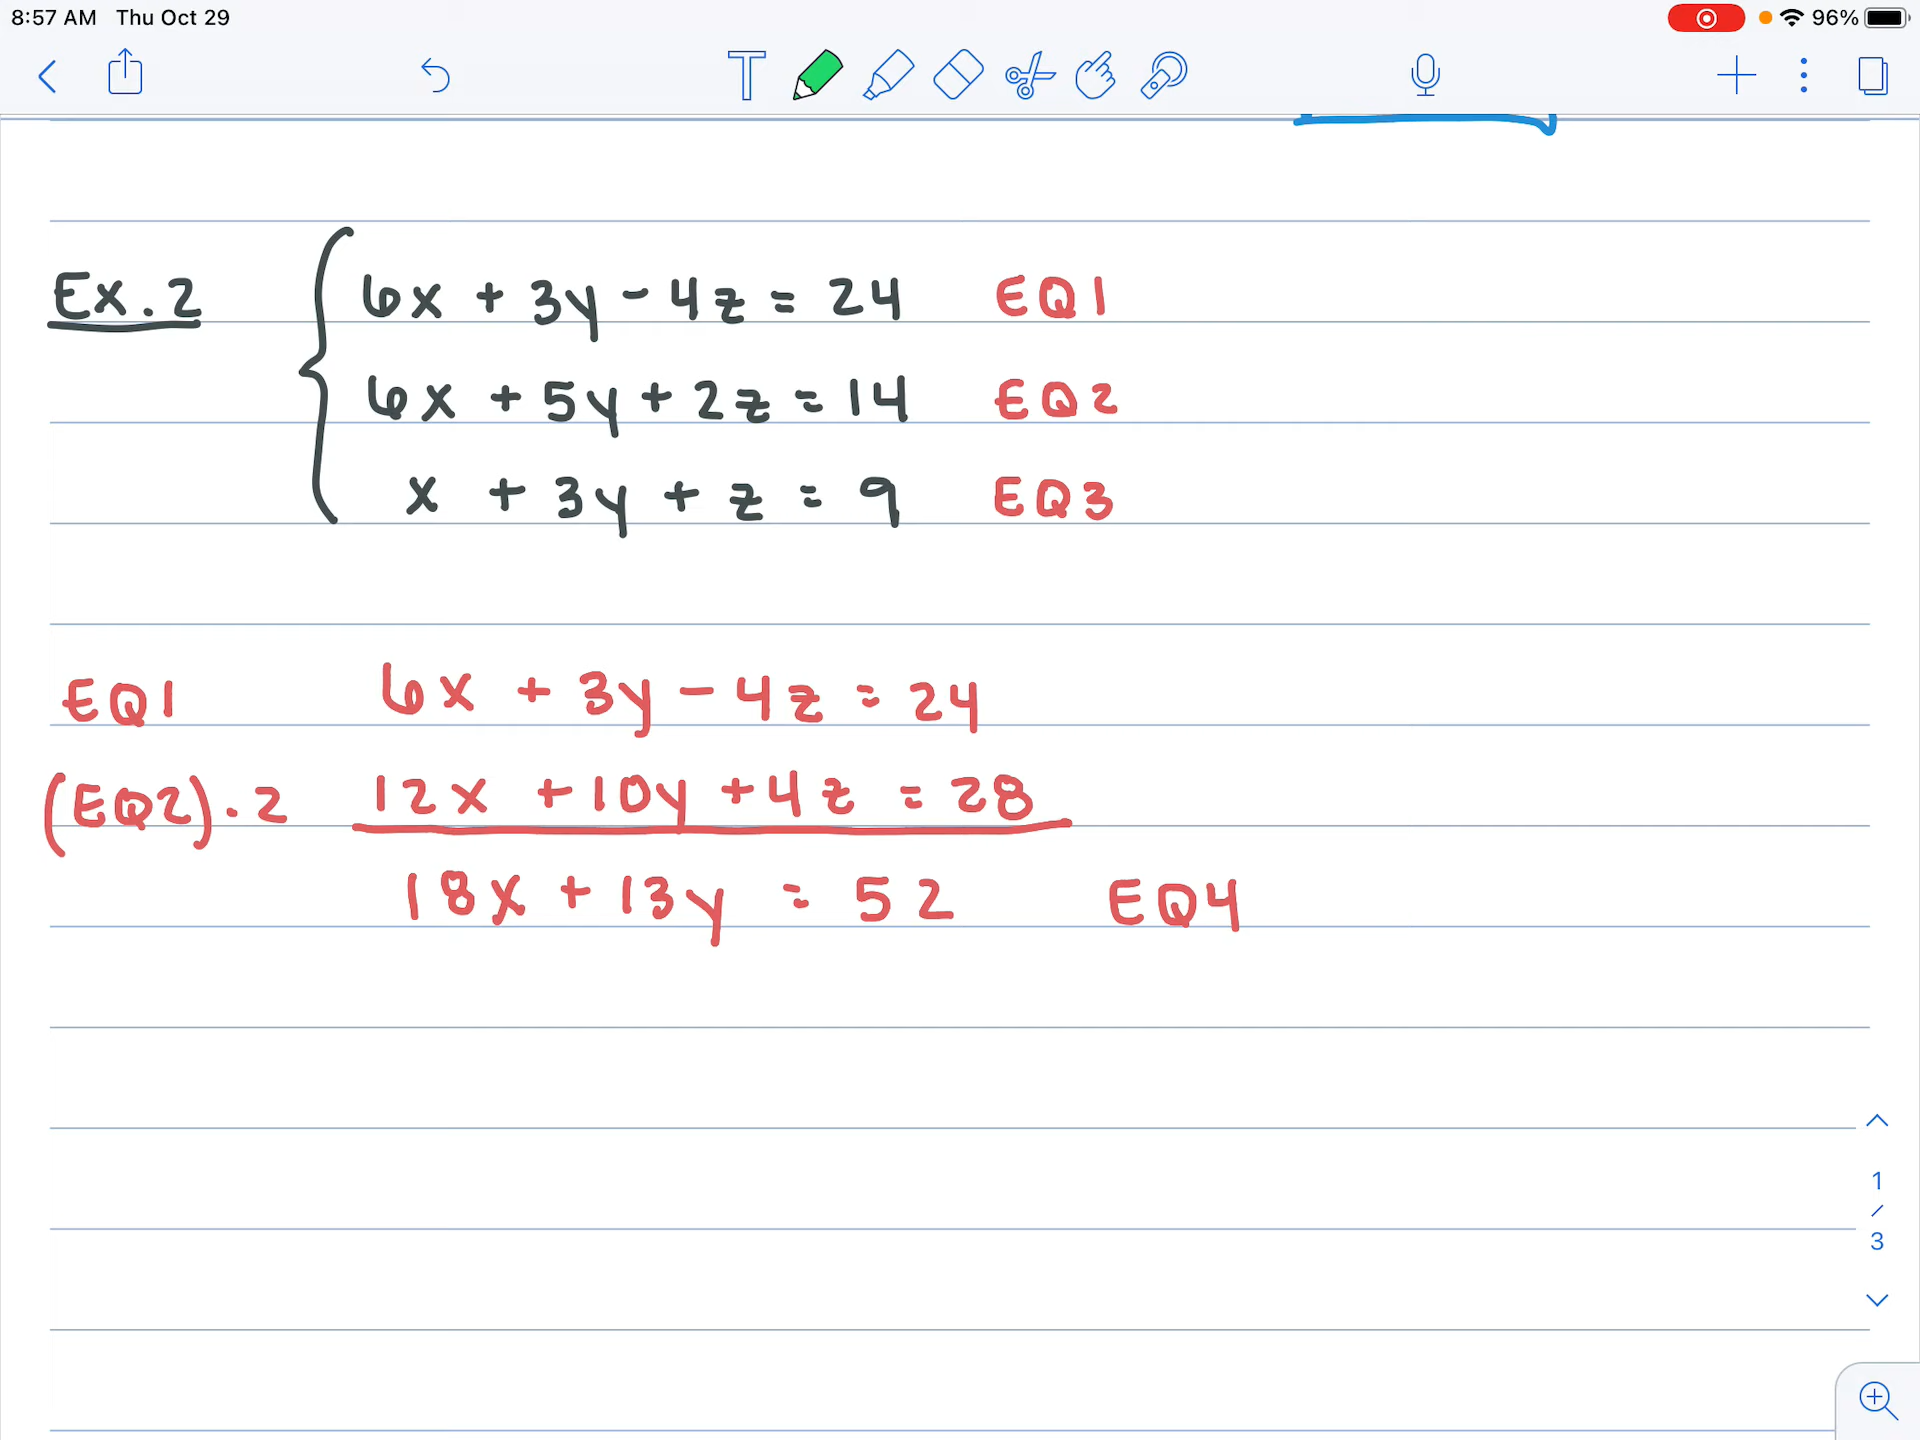 8:57 AM Thu Oct 29 96%
T
Ex. 2 6x + 3y - 4z = 24 EQ1
6x + 5y + 2z = 14 EQ2
x + 3y + z = 9 EQ3
EQ1 6x + 3y - 4z = 24
(EQ2) · 2 12x + 10y + 4z = 28
18x + 13y = 52 EQ4
1
/
3